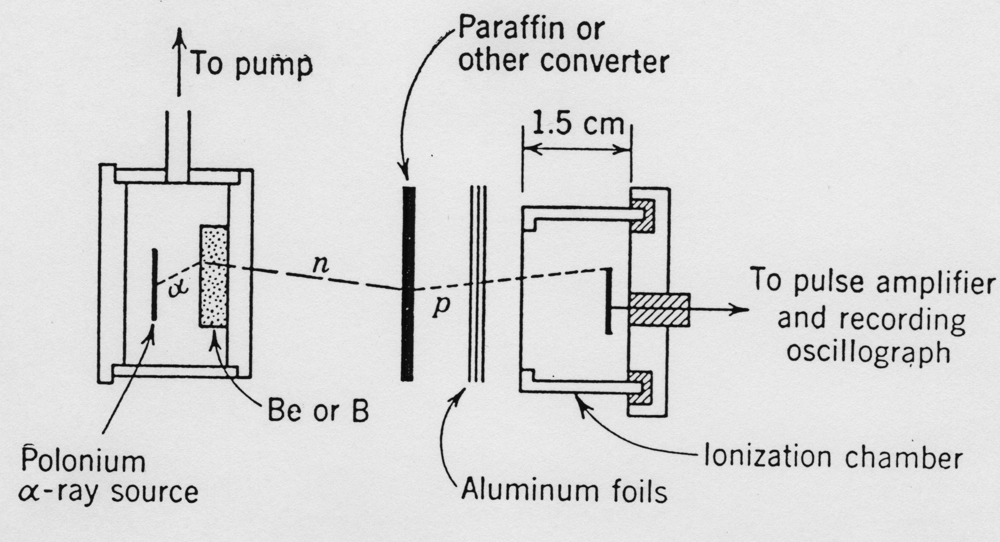 Paraffin or
other converter
To pump
1.5 cm
n
α
p
To pulse amplifier
and recording
oscillograph
Be or B
Polonium
α-ray source
Ionization chamber
Aluminum foils